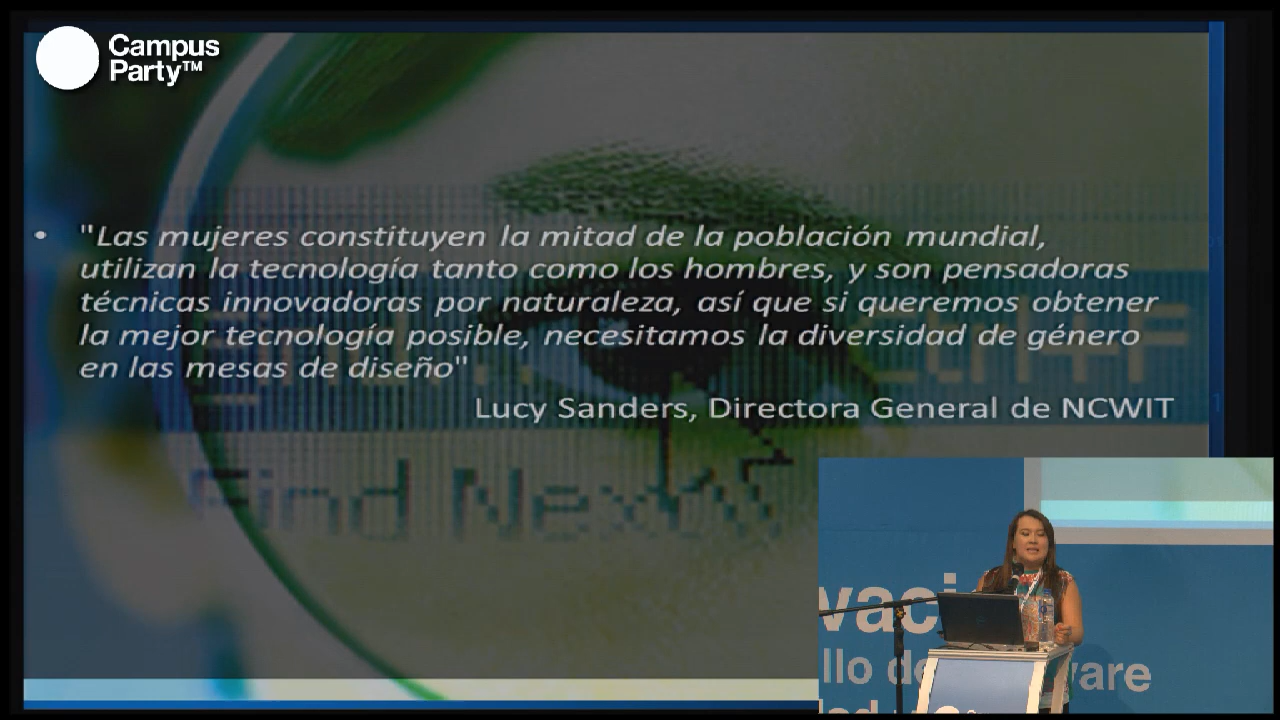 Campus
Party™
• "Las mujeres constituyen la mitad de la población mundial,
utilizan la tecnología tanto como los hombres, y son pensadoras
técnicas innovadoras por naturaleza, así que si queremos obtener
la mejor tecnología posible, necesitamos la diversidad de género
en las mesas de diseño"
Lucy Sanders, Directora General de NCWIT
Find Next
vaci
llo de
ware